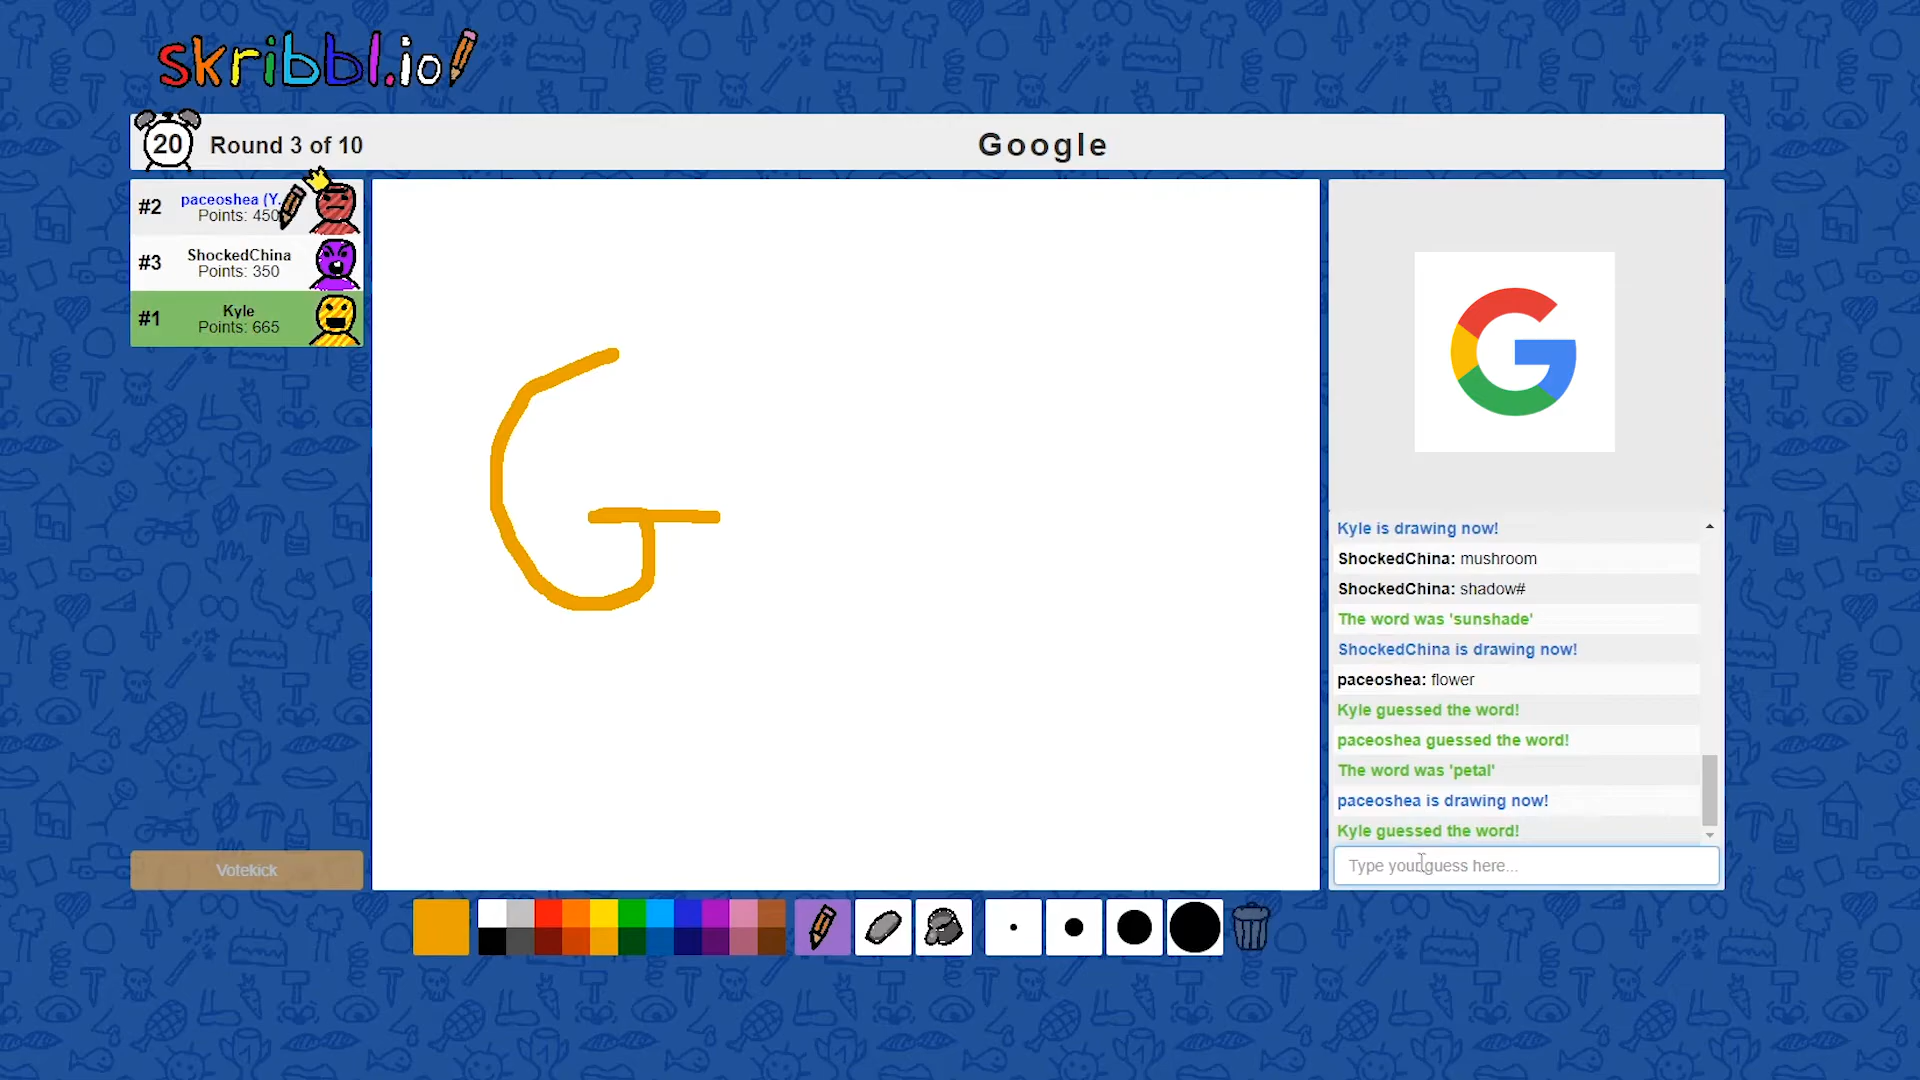 skribbl.io
20
Round 3 of 10
Google
#2
paceoshea (Y.
Points: 450
#3
ShockedChina
Points: 350
#1
Kyle
Points: 665
G
G
Kyle is drawing now!
ShockedChina: mushroom
ShockedChina: shadow#
The word was 'sunshade'
ShockedChina is drawing now!
paceoshea: flower
Kyle guessed the word!
paceoshea guessed the word!
The word was 'petal'
paceoshea is drawing now!
Kyle guessed the word!
Type your guess here...
Votekick